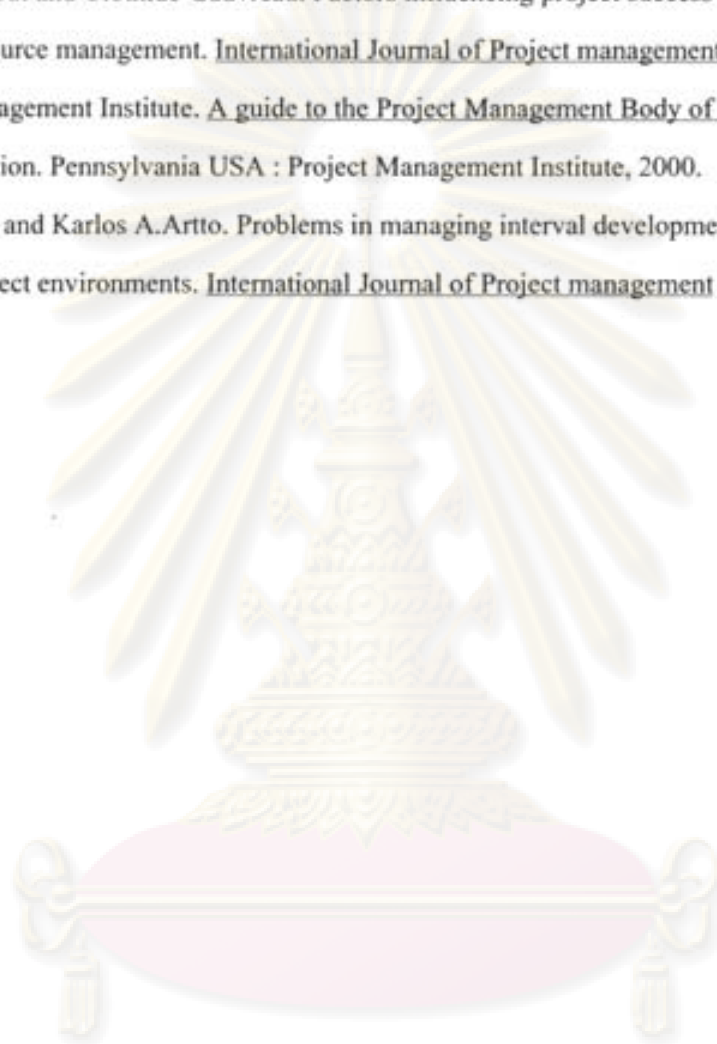 urce management. International Journal of Project management
agement Institute. A guide to the Project Management Body of
ion. Pennsylvania USA : Project Management Institute, 2000.
and Karlos A.Artto. Problems in managing interval developme
ect environments. International Journal of Project management